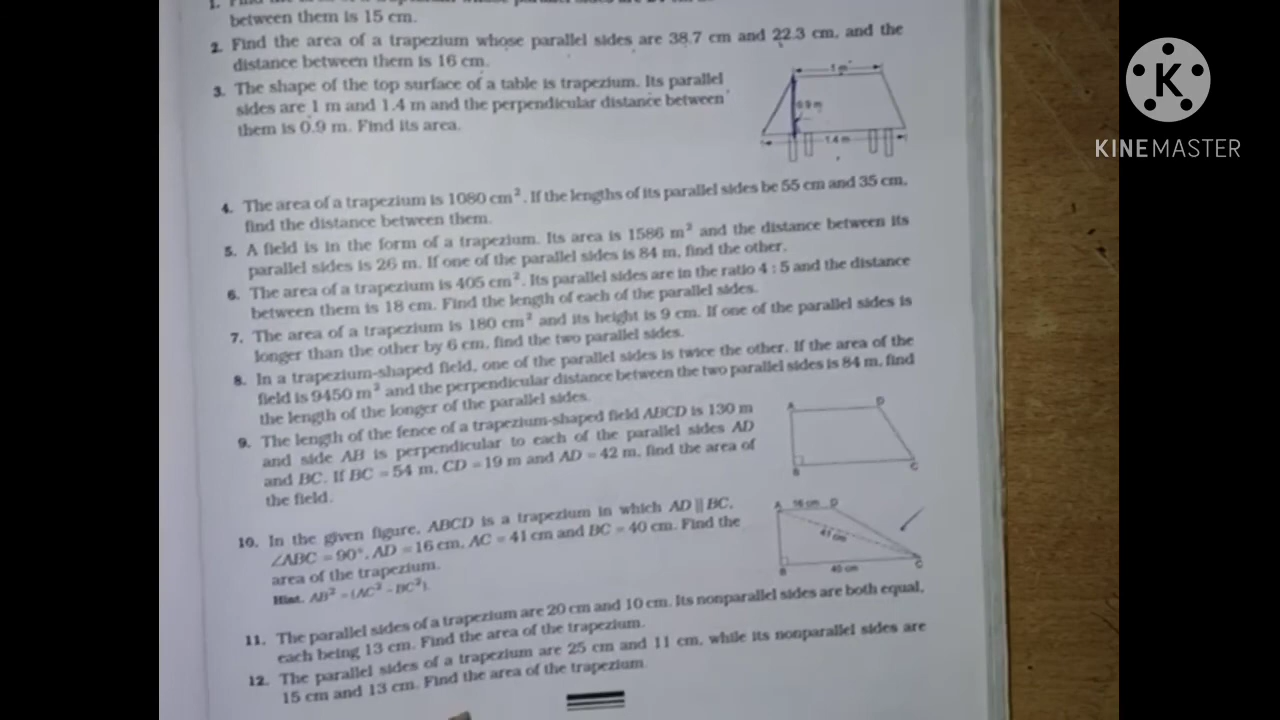 1.
between them is 15 cm.
2. Find the area of a trapezium whose parallel sides are 38.7 cm and 22.3 cm, and the
distance between them is 16 cm.
3. The shape of the top surface of a table is trapezium. Its parallel
sides are 1 m and 1.4 m and the perpendicular distance between
them is 0.9 m. Find its area.
1 m
0.9 m
1.4 m
4. The area of a trapezium is 1080 cm². If the lengths of its parallel sides be 55 cm and 35 cm,
find the distance between them.
5. A field is in the form of a trapezium. Its area is 1586 m² and the distance between its
parallel sides is 26 m. If one of the parallel sides is 84 m, find the other.
6. The area of a trapezium is 405 cm². Its parallel sides are in the ratio 4 : 5 and the distance
between them is 18 cm. Find the length of each of the parallel sides.
7. The area of a trapezium is 180 cm² and its height is 9 cm. If one of the parallel sides is
longer than the other by 6 cm, find the two parallel sides.
8. In a trapezium-shaped field, one of the parallel sides is twice the other. If the area of the
field is 9450 m² and the perpendicular distance between the two parallel sides is 84 m, find
the length of the longer of the parallel sides.
9. The length of the fence of a trapezium-shaped field ABCD is 130 m
and side AB is perpendicular to each of the parallel sides AD
and BC. If BC = 54 m, CD = 19 m and AD = 42 m, find the area of
the field.
A D
B C
10. In the given figure, ABCD is a trapezium in which AD || BC,
∠ABC = 90°, AD = 16 cm, AC = 41 cm and BC = 40 cm. Find the
area of the trapezium.
Hint. AB² = (AC² - BC²).
A 16 cm D
41 cm
B 40 cm C
11. The parallel sides of a trapezium are 20 cm and 10 cm. Its nonparallel sides are both equal,
each being 13 cm. Find the area of the trapezium.
12. The parallel sides of a trapezium are 25 cm and 11 cm, while its nonparallel sides are
15 cm and 13 cm. Find the area of the trapezium.
K
KINEMASTER